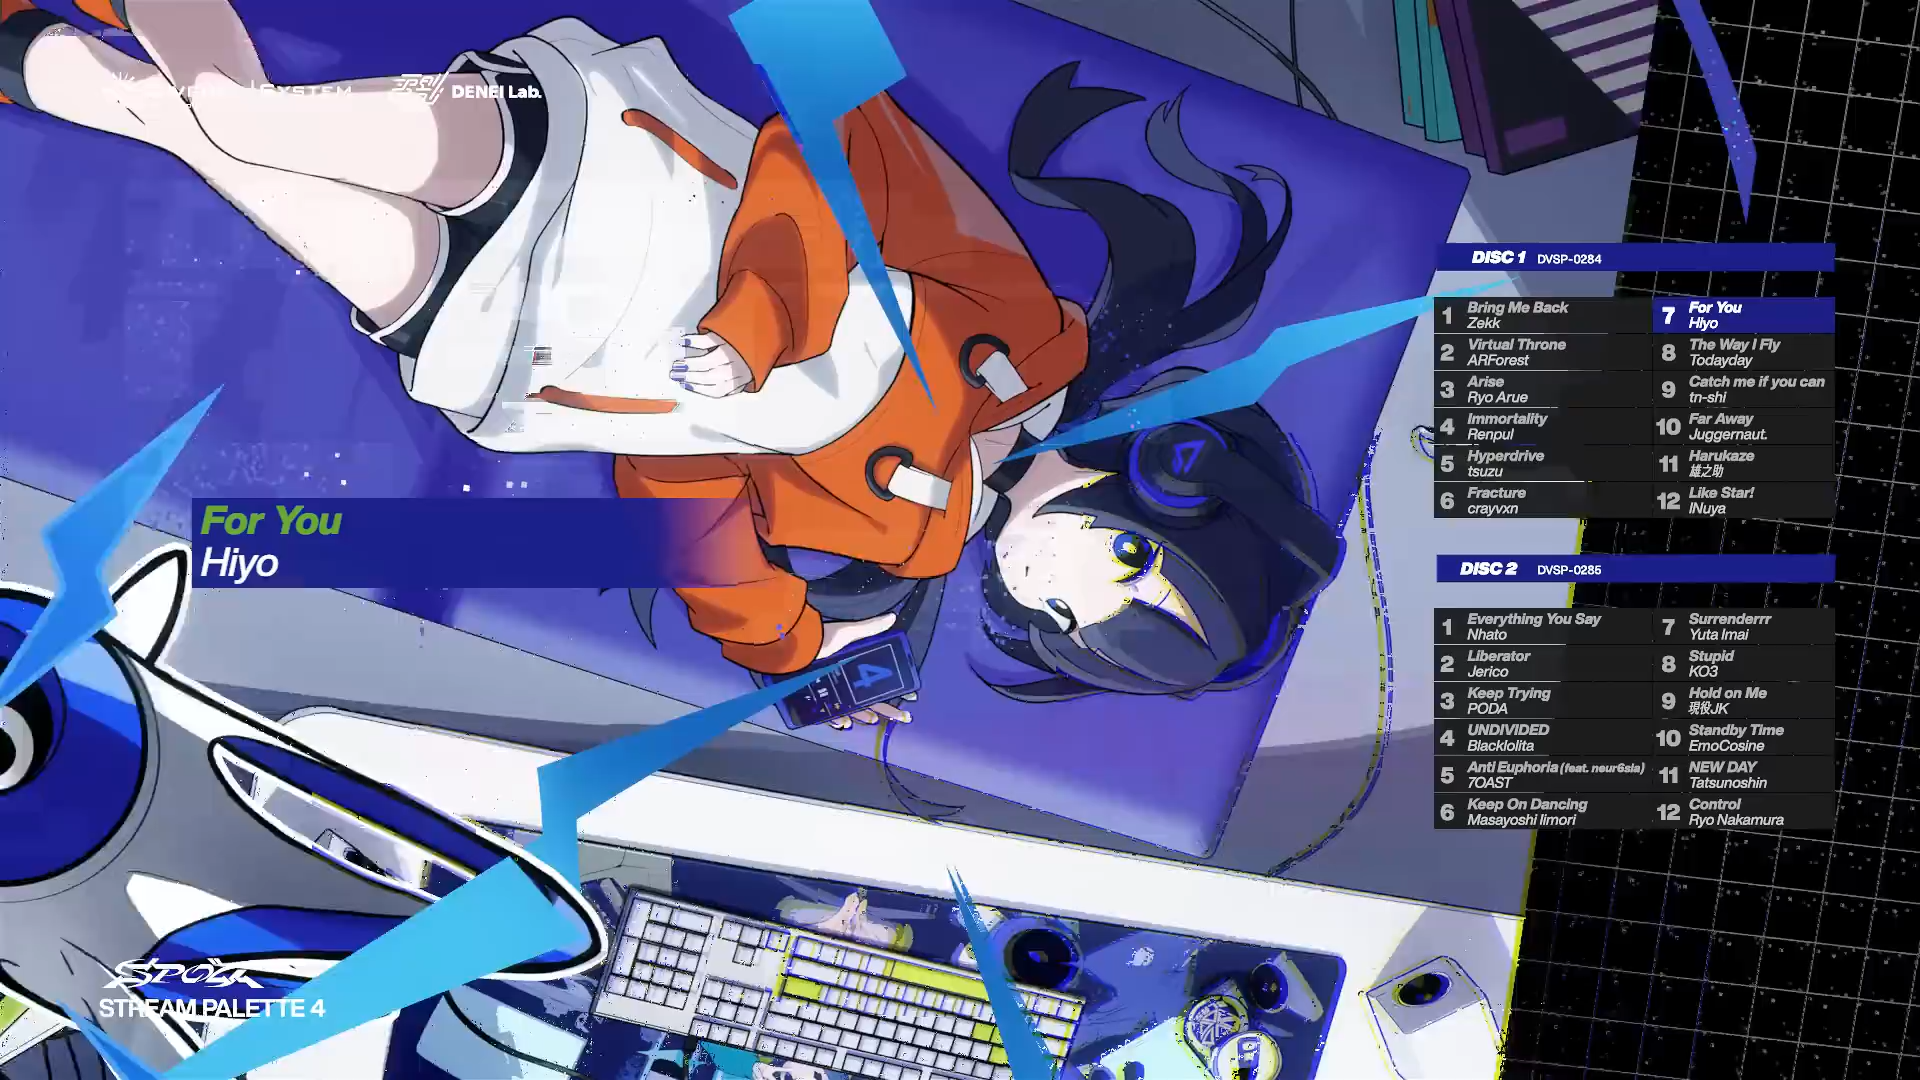 DENEI Lab.
For You
Hiyo
DISC 1 DVSP-0284
1 Bring Me Back
Zekk
2 Virtual Throne
ARForest
3 Arise
Ryo Arue
4 Immortality
Renpul
5 Hyperdrive
tsuzu
6 Fracture
crayvxn
7 For You
Hiyo
8 The Way I Fly
Todayday
9 Catch me if you can
tn-shi
10 Far Away
Juggernaut.
11 Harukaze
雄之助
12 Like Star!
INuya
DISC 2 DVSP-0285
1 Everything You Say
Nhato
2 Liberator
Jerico
3 Keep Trying
PODA
4 UNDIVIDED
Blacklolita
5 Anti Euphoria (feat. neur6sia)
7OAST
6 Keep On Dancing
Masayoshi Iimori
7 Surrenderrr
Yuta Imai
8 Stupid
KO3
9 Hold on Me
現役JK
10 Standby Time
EmoCosine
11 NEW DAY
Tatsunoshin
12 Control
Ryo Nakamura
4
STREAM PALETTE 4